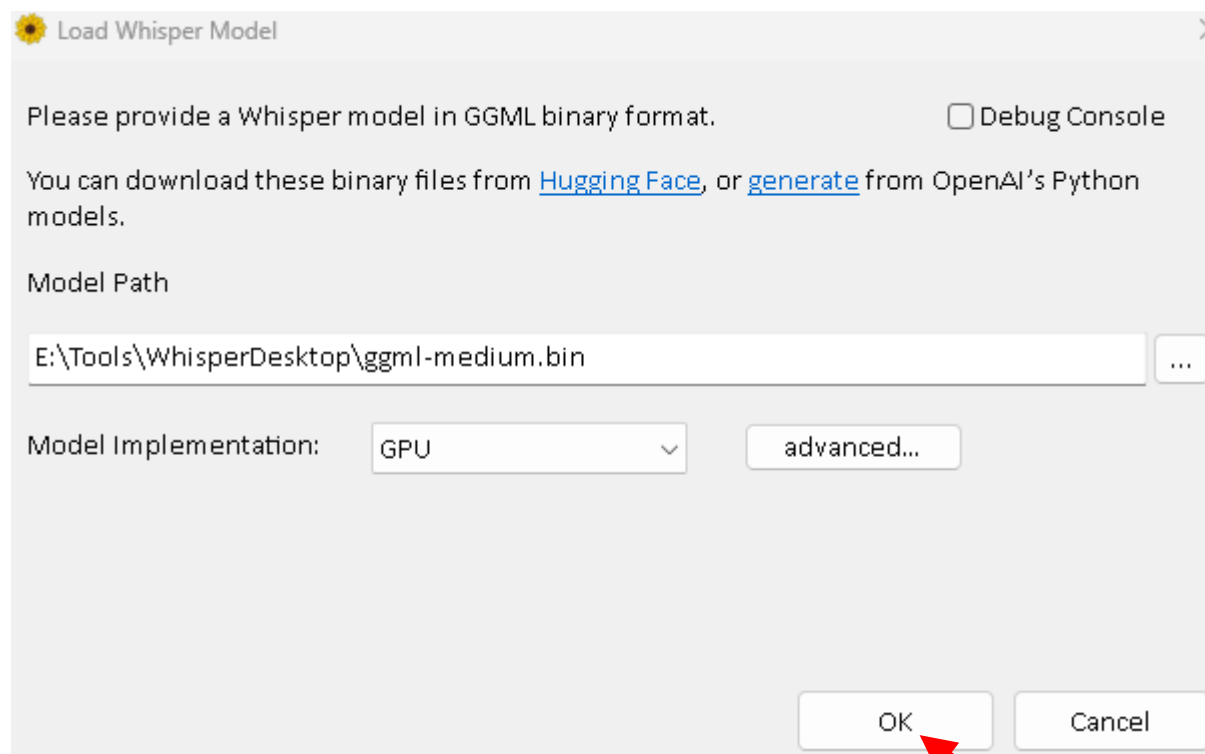 Load Whisper Model
Please provide a Whisper model in GGML binary format.
Debug Console
You can download these binary files from Hugging Face, or generate from OpenAI's Python
models.
Model Path
E:\Tools\WhisperDesktop\ggml-medium.bin
...
Model Implementation:
GPU
advanced...
OK
Cancel